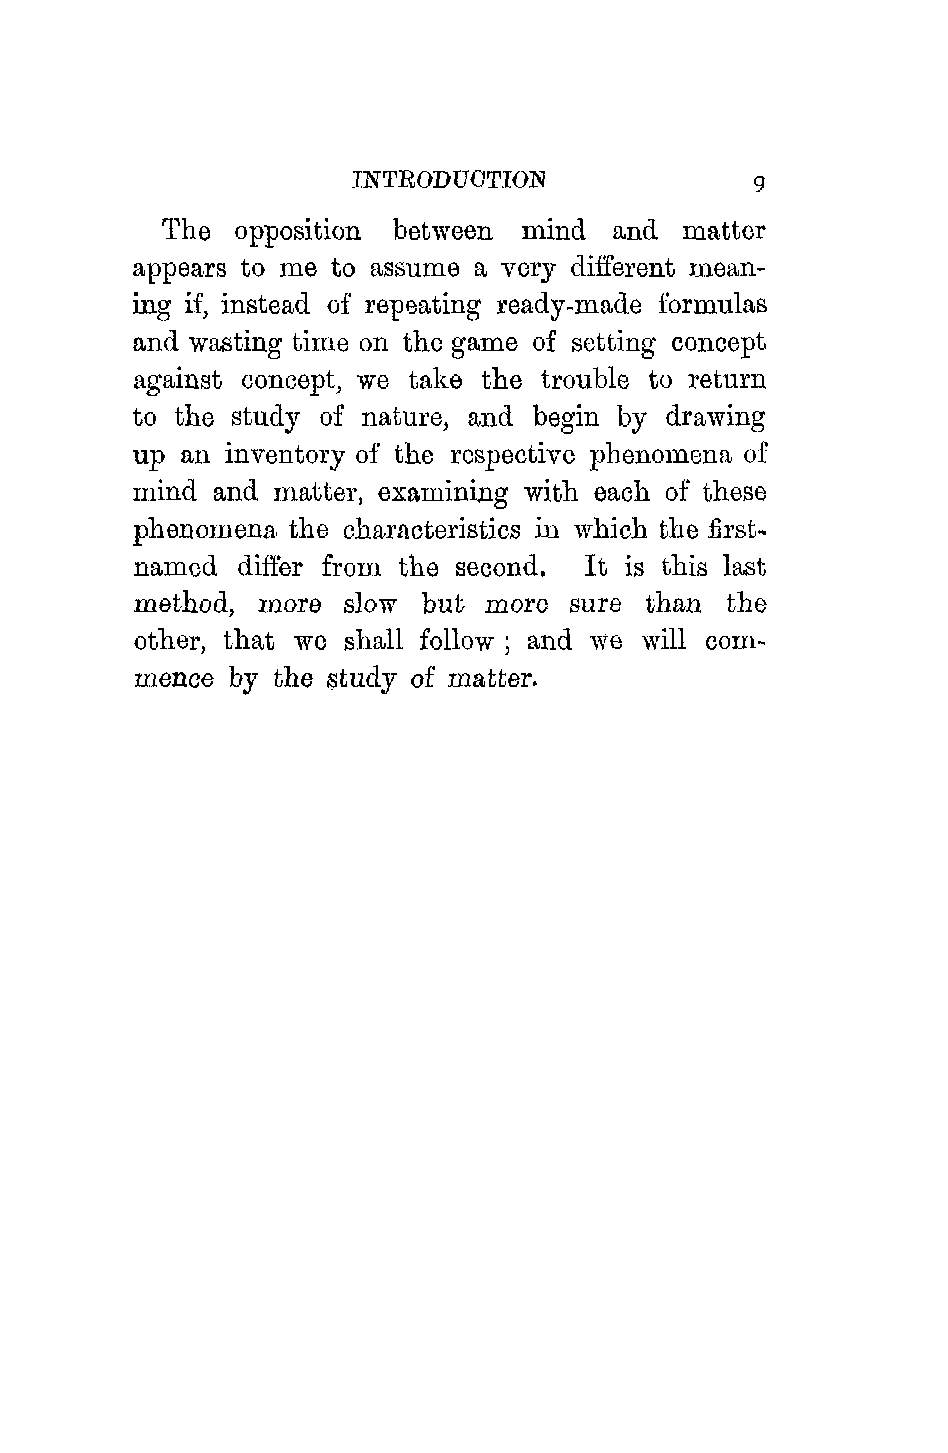 INTRODUCTION 9
The opposition between mind and matter
appears to me to assume a very different mean-
ing if, instead of repeating ready-made formulas
and wasting time on the game of setting concept
against concept, we take the trouble to return
to the study of nature, and begin by drawing
up an inventory of the respective phenomena of
mind and matter, examining with each of these
phenomena the characteristics in which the first-
named differ from the second. It is this last
method, more slow but more sure than the
other, that we shall follow ; and we will com-
mence by the study of matter.